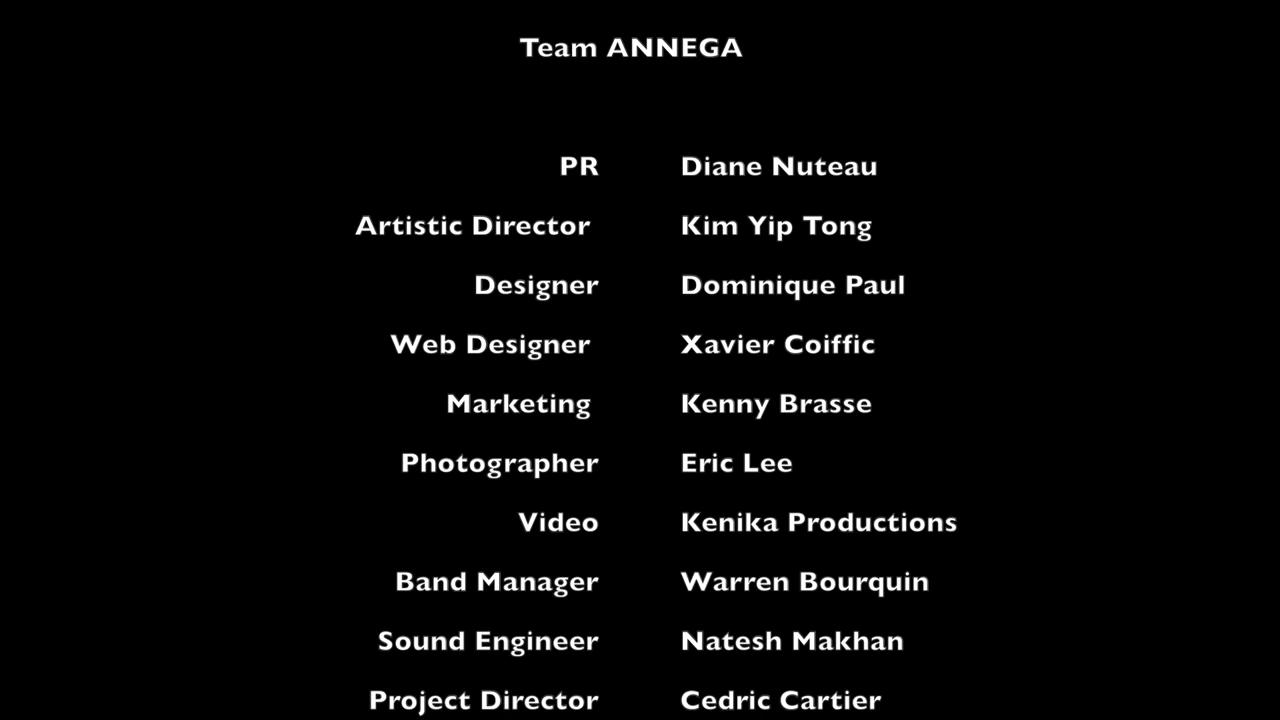 Team ANNEGA
PR Diane Nuteau
Artistic Director Kim Yip Tong
Designer Dominique Paul
Web Designer Xavier Coiffic
Marketing Kenny Brasse
Photographer Eric Lee
Video Kenika Productions
Band Manager Warren Bourquin
Sound Engineer Natesh Makhan
Project Director Cedric Cartier